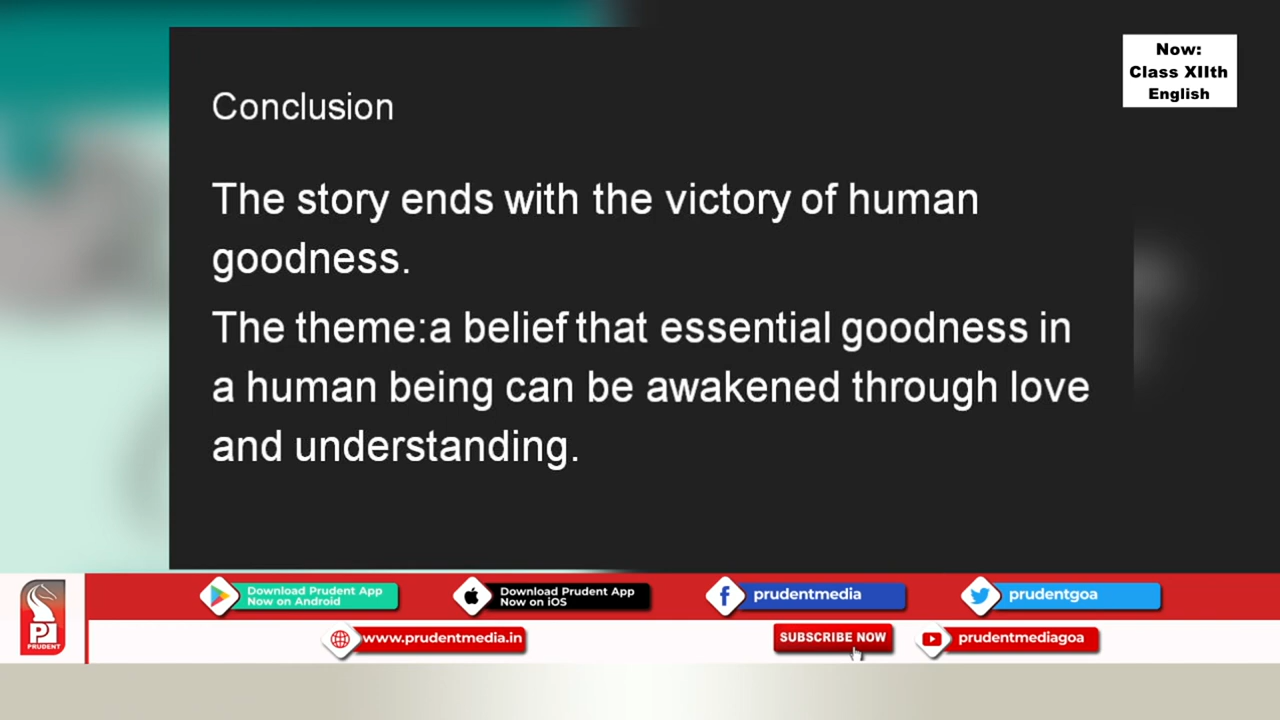 Now:
Class XIIth
English
Conclusion
The story ends with the victory of human
goodness.
The theme:a belief that essential goodness in
a human being can be awakened through love
and understanding.
Download Prudent App
Now on Android
Download Prudent App
Now on iOS
prudentmedia
prudentgoa
PRUDENT
www.prudentmedia.in
SUBSCRIBE NOW
prudentmediagoa